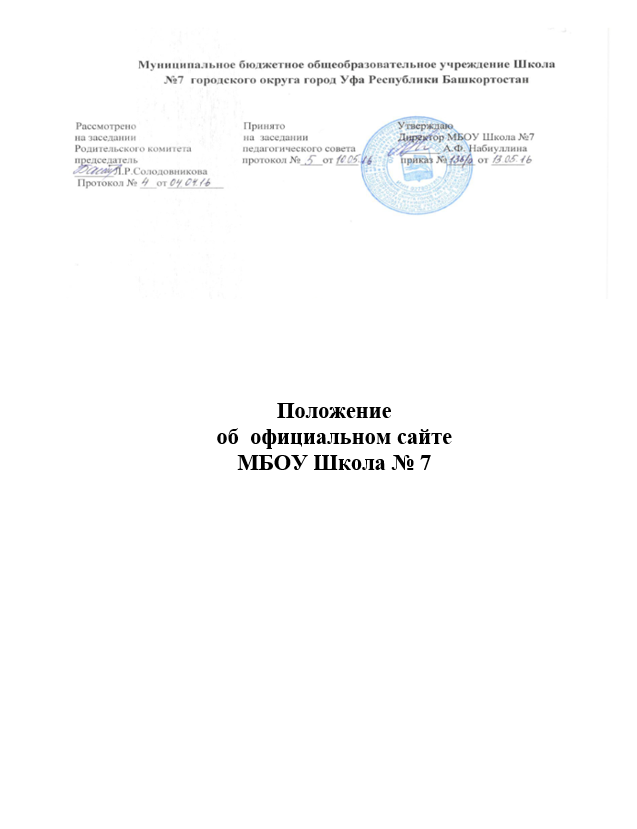 Муниципальное бюджетное общеобразовательное учреждение Школа
№7 городского округа город Уфа Республики Башкортостан
Рассмотрено
на заседании
Родительского комитета
председатель
Л.Р.Солодовникова
Протокол № 4 от 04.04.16
Принято
на заседании
педагогического совета
протокол № 5 от 10.05.16
Утверждаю
Директор МБОУ Школа №7
А.Ф. Набиуллина
приказ № от 13.05.16
Положение
об официальном сайте
МБОУ Школа № 7